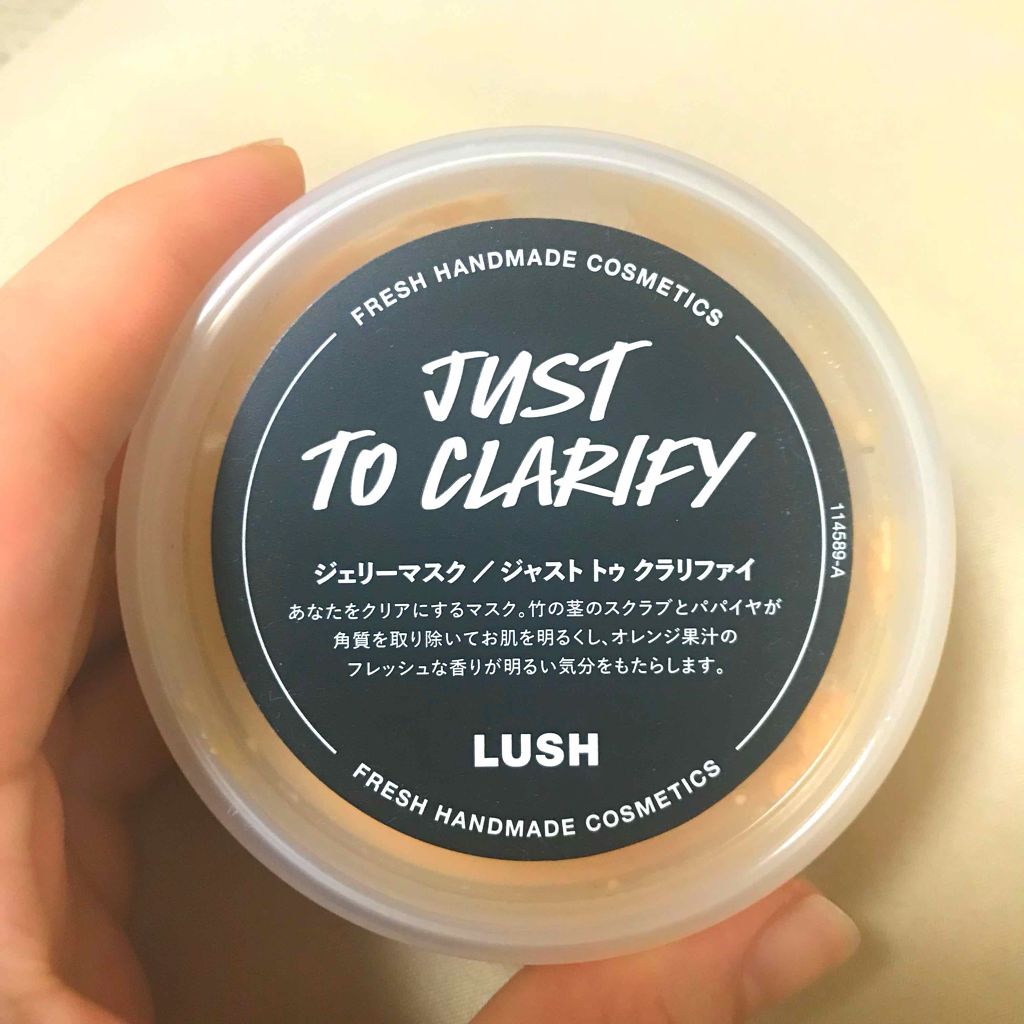 FRESH HANDMADE COSMETICS
JUST
TO CLARIFY
114589-A
ジェリーマスク / ジャスト トゥ クラリファイ
あなたをクリアにするマスク。竹の茎のスクラブとパパイヤが
角質を取り除いてお肌を明るくし、オレンジ果汁の
フレッシュな香りが明るい気分をもたらします。
LUSH
FRESH HANDMADE COSMETICS